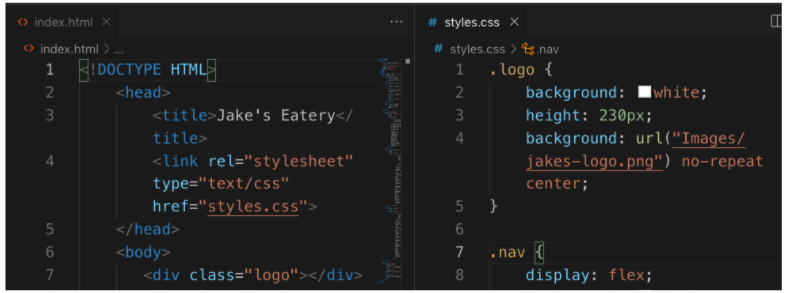 index.html
index.html > ...
1 <!DOCTYPE HTML>
2 <head>
3 <title>Jake's Eatery</
title>
4 <link rel="stylesheet"
type="text/css"
href="styles.css">
5 </head>
6 <body>
7 <div class="logo"></div>
# styles.css
# styles.css > .nav
1 .logo {
2 background: white;
3 height: 230px;
4 background: url("Images/
jakes-logo.png") no-repeat
center;
5 }
6
7 .nav {
8 display: flex;